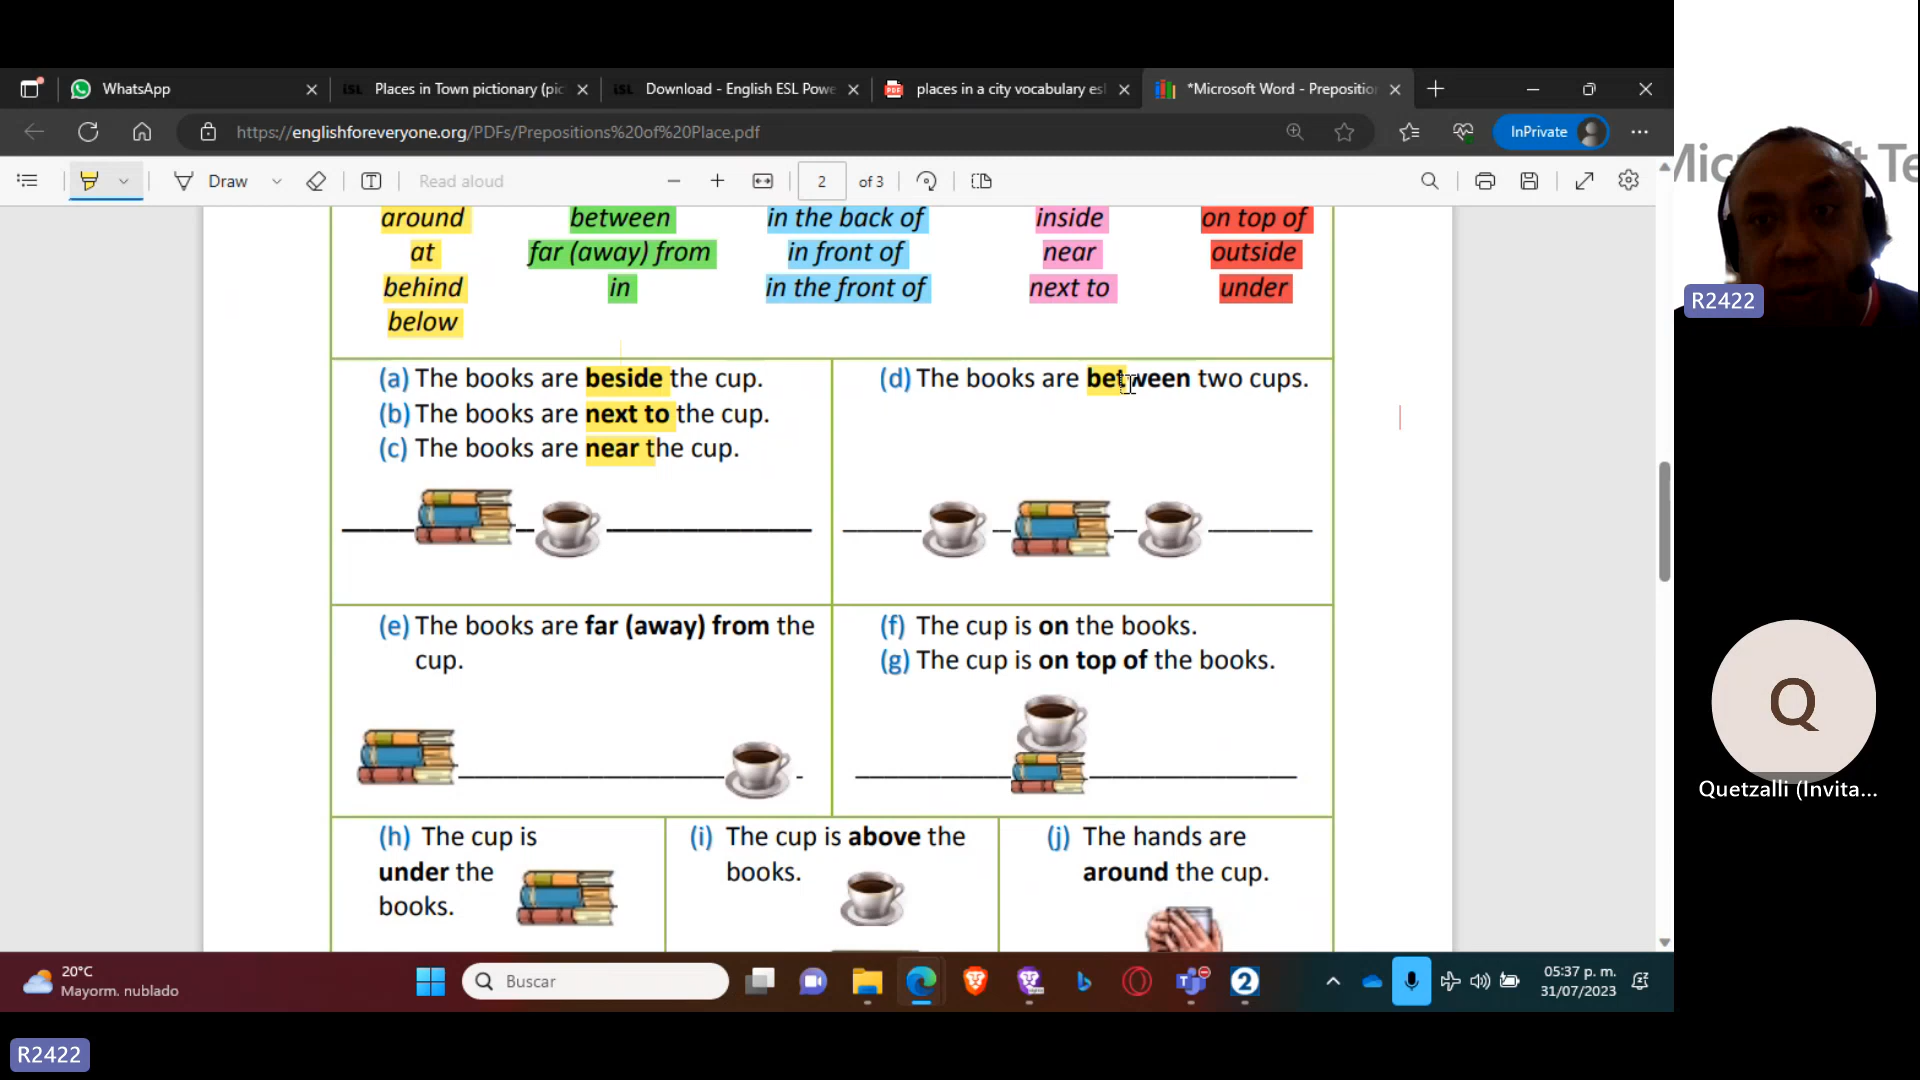 WhatsApp
Places in Town pictionary (pic
Download - English ESL Powe
places in a city vocabulary esl
*Microsoft Word - Prepositior
https://englishforeveryone.org/PDFs/Prepositions%20of%20Place.pdf
InPrivate
Draw
Read aloud
2
of 3
around between in the back of inside on top of
at far (away) from in front of near outside
behind in in the front of next to under
below
(a) The books are beside the cup.
(b) The books are next to the cup.
(c) The books are near the cup.
(d) The books are between two cups.
(e) The books are far (away) from the
cup.
(f) The cup is on the books.
(g) The cup is on top of the books.
(h) The cup is
under the
books.
(i) The cup is above the
books.
(j) The hands are
around the cup.
20°C
Mayorm. nublado
Buscar
05:37 p. m.
31/07/2023
R2422
R2422
Q
Quetzalli (Invita...